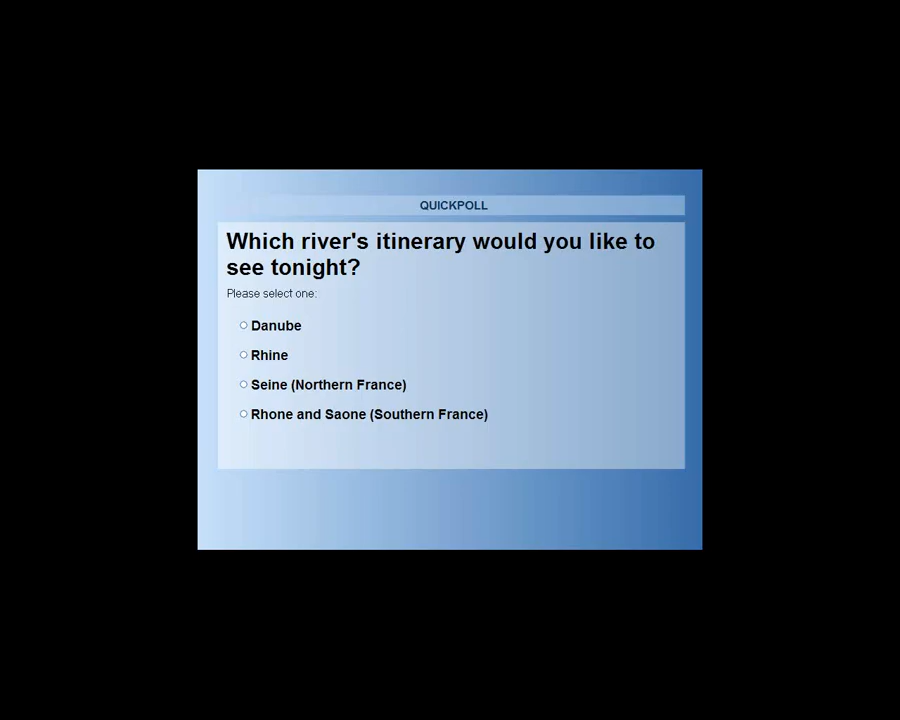 QUICKPOLL
Which river's itinerary would you like to
see tonight?
Please select one:
Danube
Rhine
Seine (Northern France)
Rhone and Saone (Southern France)